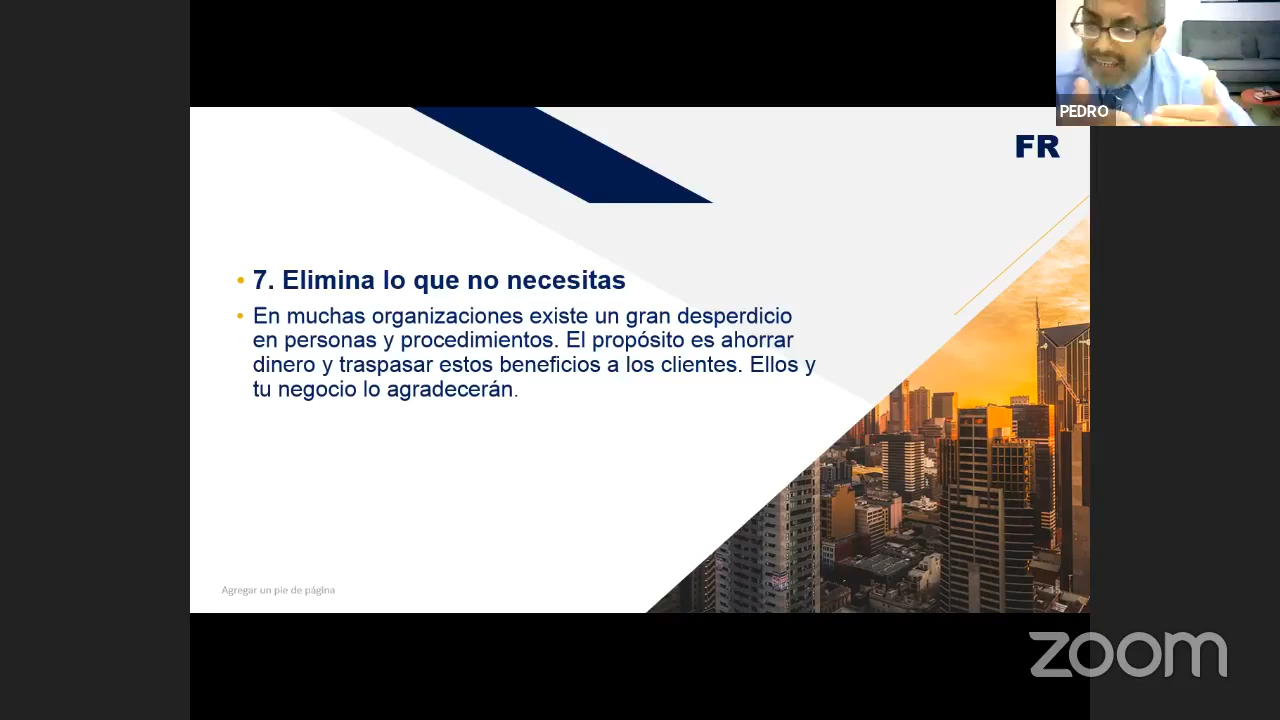 PEDRO
FR
• 7. Elimina lo que no necesitas
• En muchas organizaciones existe un gran desperdicio
en personas y procedimientos. El propósito es ahorrar
dinero y traspasar estos beneficios a los clientes. Ellos y
tu negocio lo agradecerán.
Agregar un pie de página
15
zoom